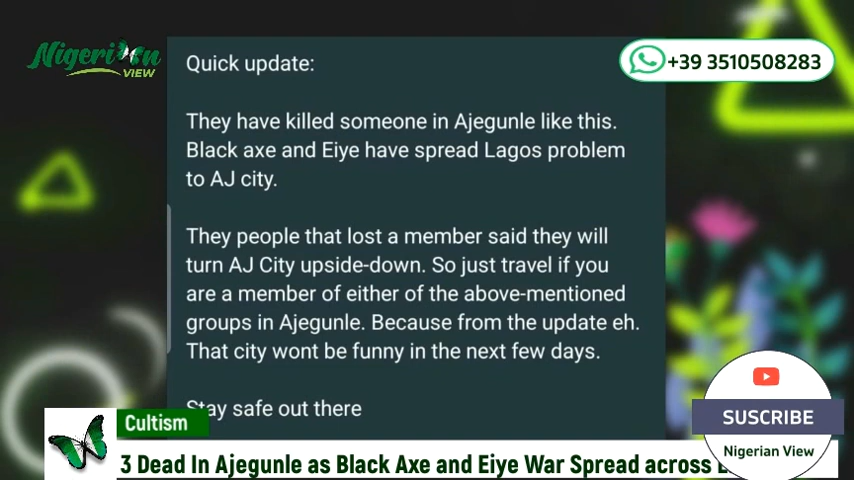 Nigerian
VIEW
+39 3510508283
Quick update:
They have killed someone in Ajegunle like this.
Black axe and Eiye have spread Lagos problem
to AJ city.
They people that lost a member said they will
turn AJ City upside-down. So just travel if you
are a member of either of the above-mentioned
groups in Ajegunle. Because from the update eh.
That city wont be funny in the next few days.
Stay safe out there
Cultism
3 Dead In Ajegunle as Black Axe and Eiye War Spread across
SUSCRIBE
Nigerian View